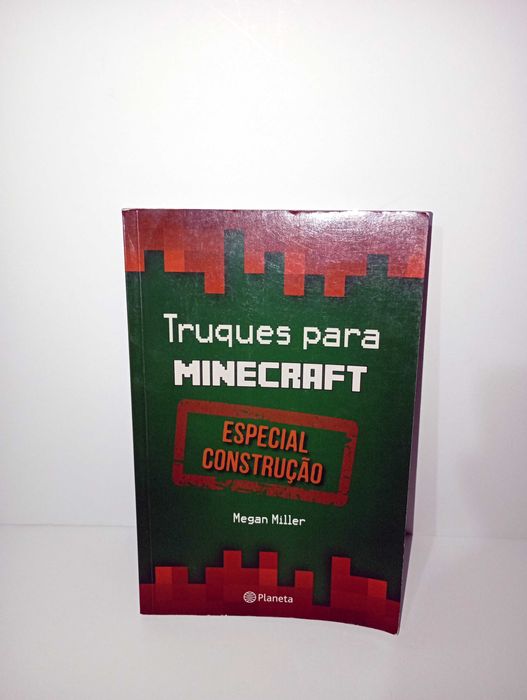 Truques para
MINECRAFT
ESPECIAL
CONSTRUÇÃO
Megan Miller
Planeta